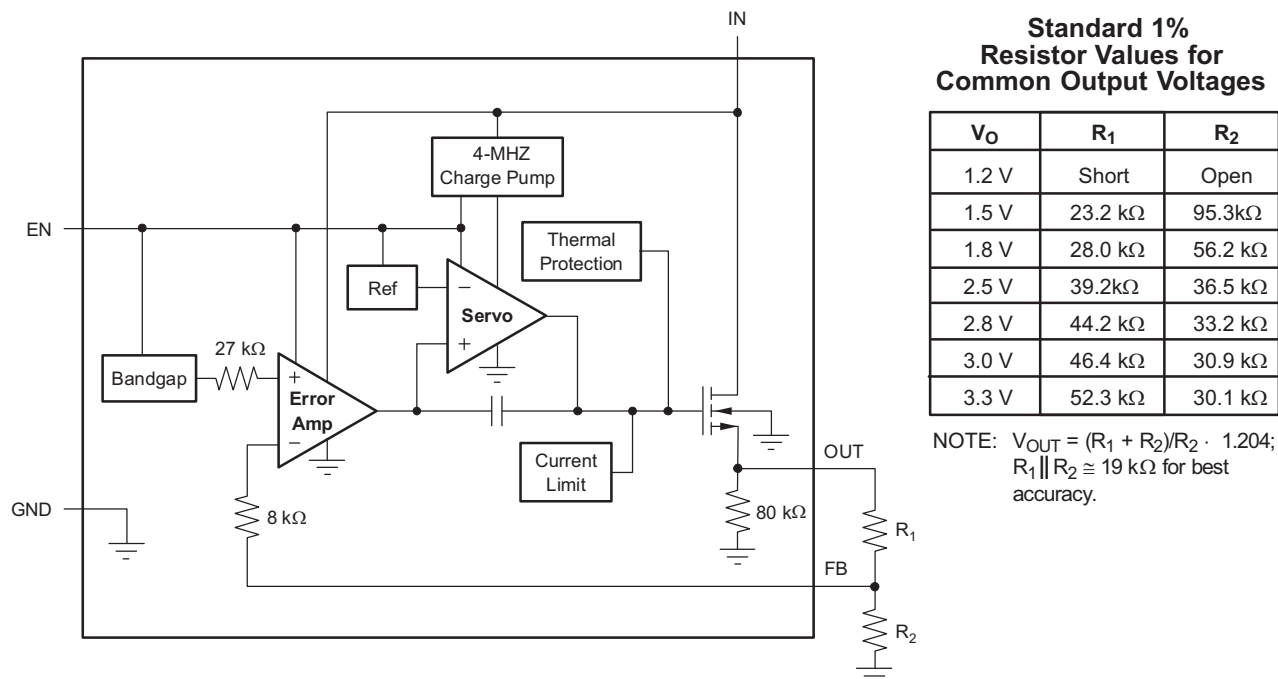 IN
4-MHZ
Charge Pump
EN
Thermal
Protection
Ref
−
Servo
+
27 kΩ
Bandgap
+
Error
Amp
−
Current
Limit
OUT
GND
8 kΩ
80 kΩ
R1
FB
R2
Standard 1%
Resistor Values for
Common Output Voltages
VO R1 R2
1.2 V Short Open
1.5 V 23.2 kΩ 95.3kΩ
1.8 V 28.0 kΩ 56.2 kΩ
2.5 V 39.2kΩ 36.5 kΩ
2.8 V 44.2 kΩ 33.2 kΩ
3.0 V 46.4 kΩ 30.9 kΩ
3.3 V 52.3 kΩ 30.1 kΩ
NOTE: VOUT = (R1 + R2)/R2 · 1.204;
R1‖R2 ≅ 19 kΩ for best
accuracy.